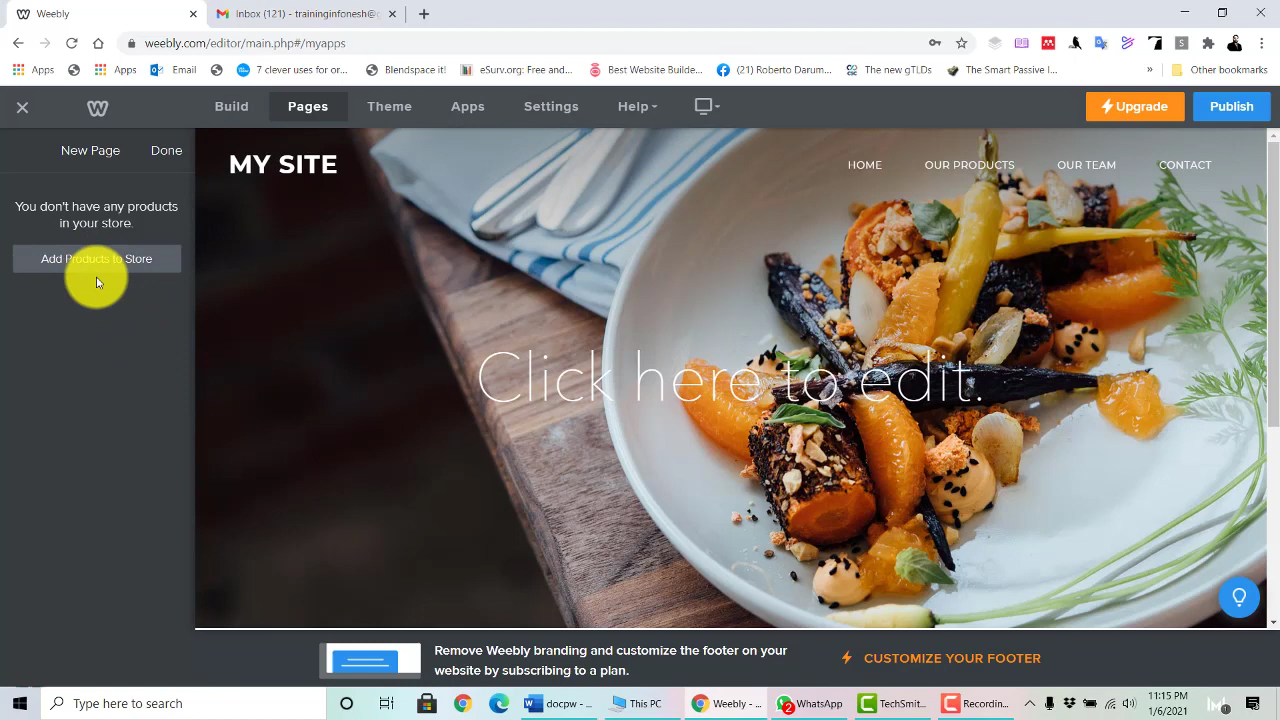 Weebly
Inbox (121) - traininginfonesh@g
weebly.com/editor/main.php#/myapps
Apps
Apps
Email
7 clever uses for or...
Blendspace it!
Gurv.org: Free and...
Best Website Builde...
(21) Roberto Darum...
The new gTLDs
The Smart Passive I...
»
Other bookmarks
Build
Pages
Theme
Apps
Settings
Help
Upgrade
Publish
New Page
Done
You don't have any products
in your store.
Add Products to Store
MY SITE
HOME
OUR PRODUCTS
OUR TEAM
CONTACT
Click here to edit.
Remove Weebly branding and customize the footer on your
website by subscribing to a plan.
CUSTOMIZE YOUR FOOTER
Type here to search
This PC
Weebly -...
2
WhatsApp
TechSmit...
Recordin...
11:15 PM
1/6/2021